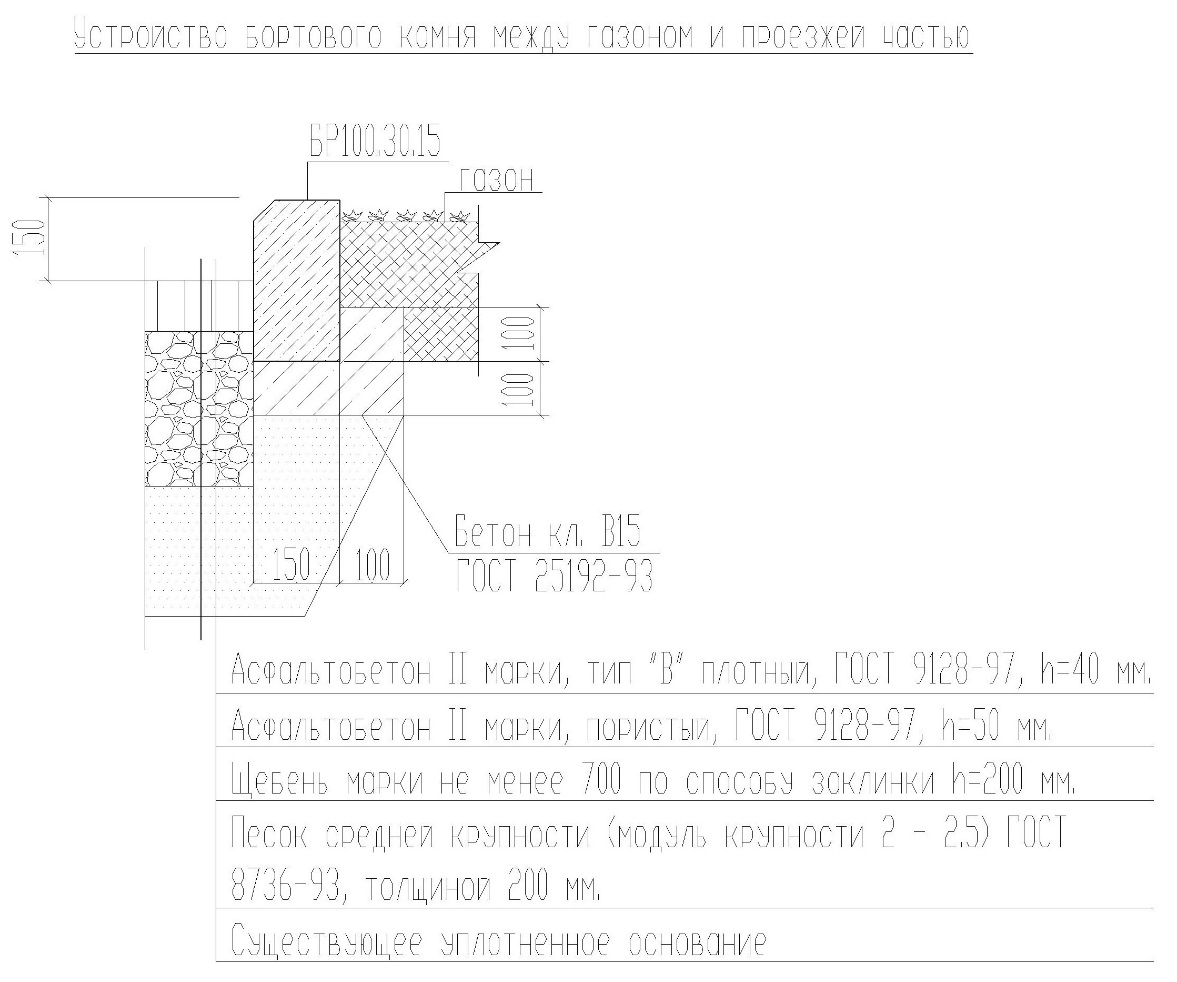 Устройство бортового камня между газоном и проезжей частью
БР100.30.15
газон
150
100
100
150
100
Бетон кл. В15
ГОСТ 25192-93
Асфальтобетон II марки, тип "В" плотный, ГОСТ 9128-97, h=40 мм.
Асфальтобетон II марки, пористый, ГОСТ 9128-97, h=50 мм.
Щебень марки не менее 700 по способу заклинки h=200 мм.
Песок средней крупности (модуль крупности 2 - 2.5) ГОСТ
8736-93, толщиной 200 мм.
Существующее уплотненное основание